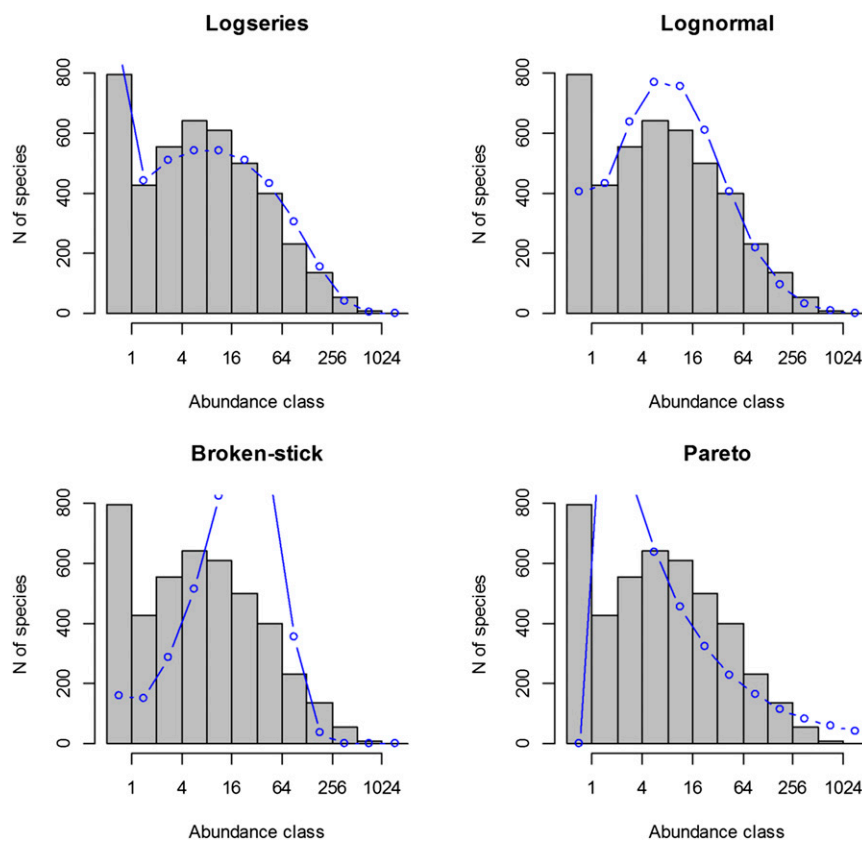 Logseries
N of species
0 200 400 600 800
1 4 16 64 256 1024
Abundance class
Lognormal
N of species
0 200 400 600 800
1 4 16 64 256 1024
Abundance class
Broken-stick
N of species
0 200 400 600 800
1 4 16 64 256 1024
Abundance class
Pareto
N of species
0 200 400 600 800
1 4 16 64 256 1024
Abundance class